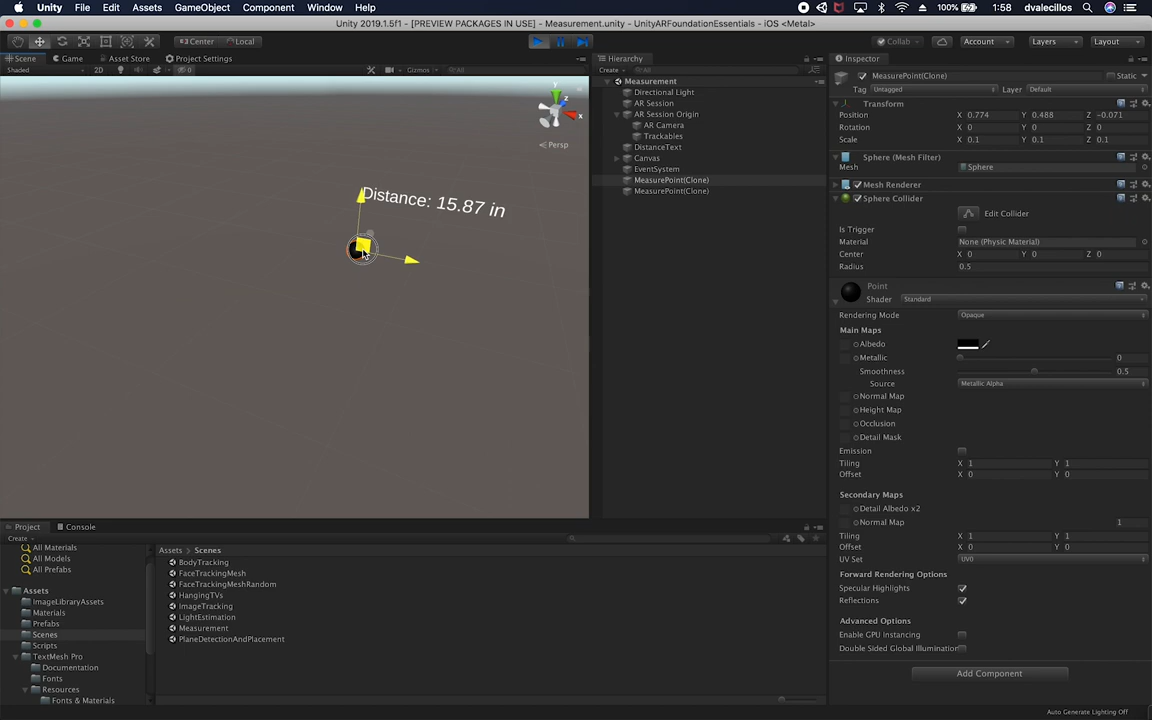 Unity File Edit Assets GameObject Component Window Help 100% 1:58 dvalecillos
Unity 2019.1.5f1 - [PREVIEW PACKAGES IN USE] - Measurement.unity - UnityARFoundationEssentials - iOS <Metal>
Center Local Collab Account Layers Layout
Scene Game Asset Store Project Settings
Shaded 2D 0 Gizmos All
y
z
x
Persp
Distance: 15.87 in
Hierarchy
Create All
Measurement
Directional Light
AR Session
AR Session Origin
AR Camera
Trackables
DistanceText
Canvas
EventSystem
MeasurePoint(Clone)
MeasurePoint(Clone)
Inspector
MeasurePoint(Clone) Static
Tag Untagged Layer Default
Transform
Position X 0.774 Y 0.488 Z -0.071
Rotation X 0 Y 0 Z 0
Scale X 0.1 Y 0.1 Z 0.1
Sphere (Mesh Filter)
Mesh Sphere
Mesh Renderer
Sphere Collider
Edit Collider
Is Trigger
Material None (Physic Material)
Center X 0 Y 0 Z 0
Radius 0.5
Point
Shader Standard
Rendering Mode Opaque
Main Maps
Albedo
Metallic 0
Smoothness 0.5
Source Metallic Alpha
Normal Map
Height Map
Occlusion
Detail Mask
Emission
Tiling X 1 Y 1
Offset X 0 Y 0
Secondary Maps
Detail Albedo x2
Normal Map 1
Tiling X 1 Y 1
Offset X 0 Y 0
UV Set UV0
Forward Rendering Options
Specular Highlights
Reflections
Advanced Options
Enable GPU Instancing
Double Sided Global Illumination
Add Component
Auto Generate Lighting Off
Project Console
Create
All Materials
All Models
All Prefabs
Assets
ImageLibraryAssets
Materials
Prefabs
Scenes
Scripts
TextMesh Pro
Documentation
Fonts
Resources
Fonts & Materials
Assets Scenes
BodyTracking
FaceTrackingMesh
FaceTrackingMeshRandom
HangingTVs
ImageTracking
LightEstimation
Measurement
PlaneDetectionAndPlacement